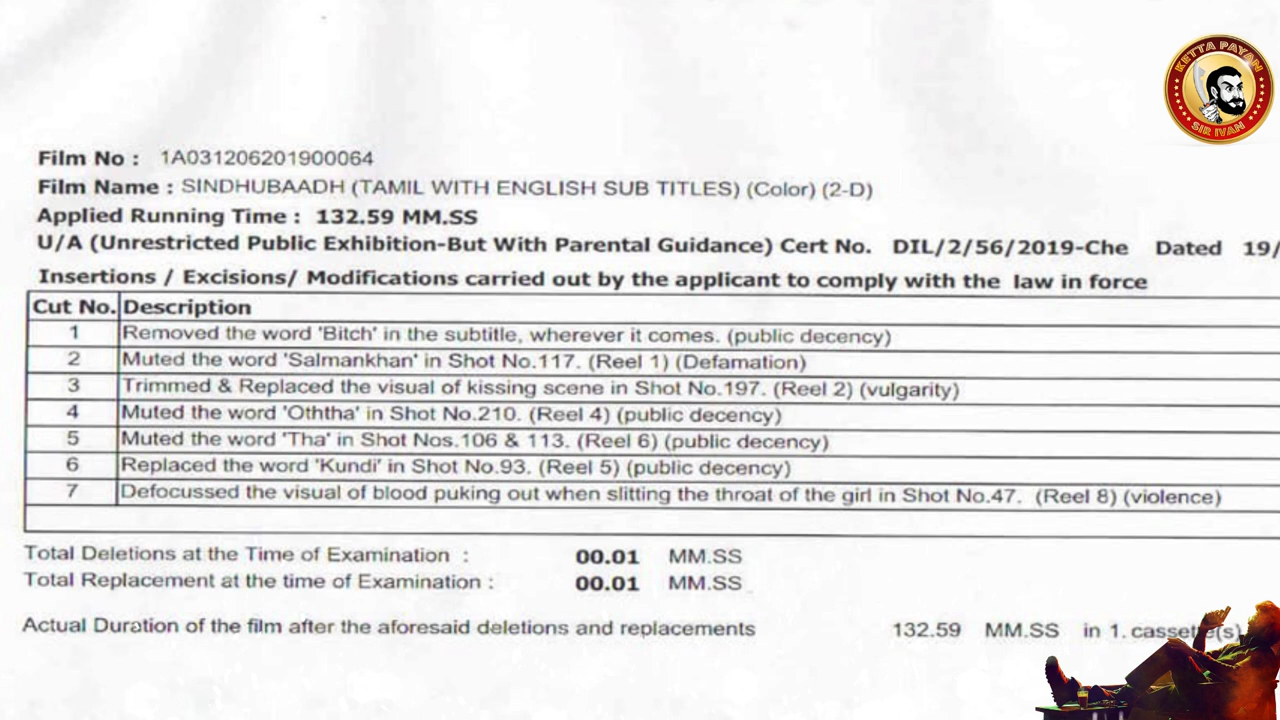 KETTA PAYAN
SIR IVAN
Film No : 1A031206201900064
Film Name : SINDHUBAADH (TAMIL WITH ENGLISH SUB TITLES) (Color) (2-D)
Applied Running Time : 132.59 MM.SS
U/A (Unrestricted Public Exhibition-But With Parental Guidance) Cert No. DIL/2/56/2019-Che Dated 19/
Insertions / Excisions/ Modifications carried out by the applicant to comply with the law in force
Cut No. Description
1 Removed the word 'Bitch' in the subtitle, wherever it comes. (public decency)
2 Muted the word 'Salmankhan' in Shot No.117. (Reel 1) (Defamation)
3 Trimmed & Replaced the visual of kissing scene in Shot No.197. (Reel 2) (vulgarity)
4 Muted the word 'Oththa' in Shot No.210. (Reel 4) (public decency)
5 Muted the word 'Tha' in Shot Nos.106 & 113. (Reel 6) (public decency)
6 Replaced the word 'Kundi' in Shot No.93. (Reel 5) (public decency)
7 Defocussed the visual of blood puking out when slitting the throat of the girl in Shot No.47. (Reel 8) (violence)
Total Deletions at the Time of Examination : 00.01 MM.SS
Total Replacement at the time of Examination : 00.01 MM.SS
Actual Duration of the film after the aforesaid deletions and replacements 132.59 MM.SS in 1. cassette(s)